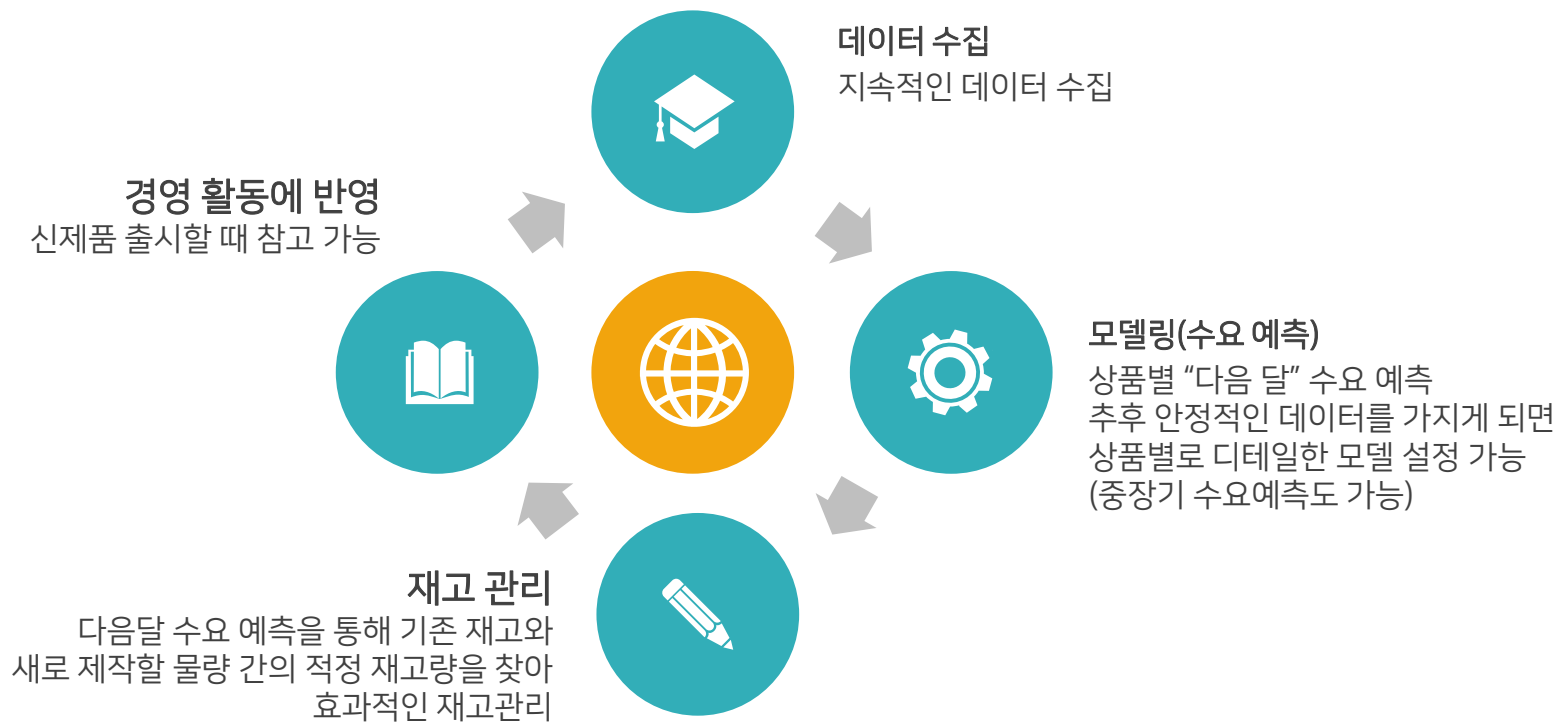 데이터 수집
지속적인 데이터 수집
경영 활동에 반영
신제품 출시할 때 참고 가능
모델링(수요 예측)
상품별 “다음 달” 수요 예측
추후 안정적인 데이터를 가지게 되면
상품별로 디테일한 모델 설정 가능
(중장기 수요예측도 가능)
재고 관리
다음달 수요 예측을 통해 기존 재고와
새로 제작할 물량 간의 적정 재고량을 찾아
효과적인 재고관리